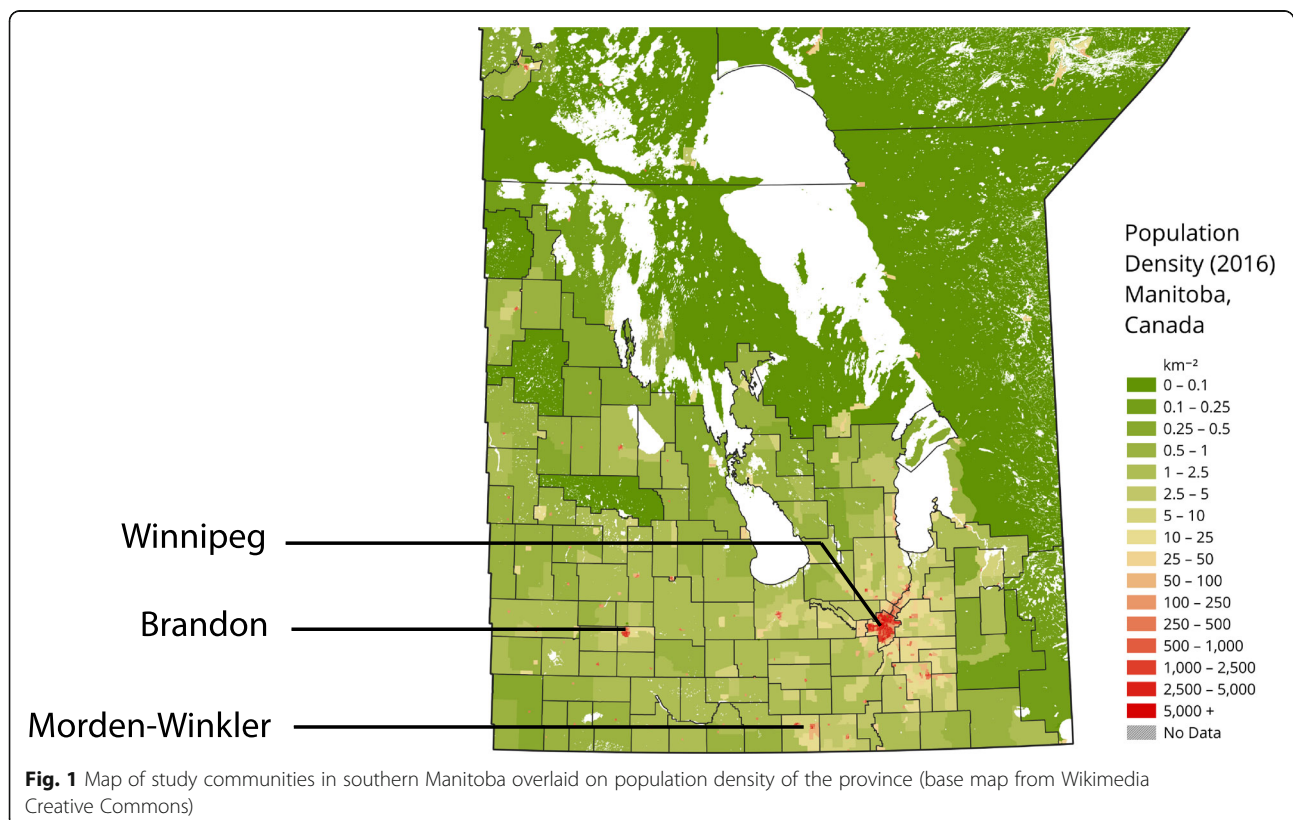 Population
Density (2016)
Manitoba,
Canada
km⁻²
0 – 0.1
0.1 – 0.25
0.25 – 0.5
0.5 – 1
1 – 2.5
2.5 – 5
5 – 10
10 – 25
25 – 50
50 – 100
100 – 250
250 – 500
500 – 1,000
1,000 – 2,500
2,500 – 5,000
5,000 +
No Data
Winnipeg
Brandon
Morden-Winkler
Fig. 1 Map of study communities in southern Manitoba overlaid on population density of the province (base map from Wikimedia
Creative Commons)